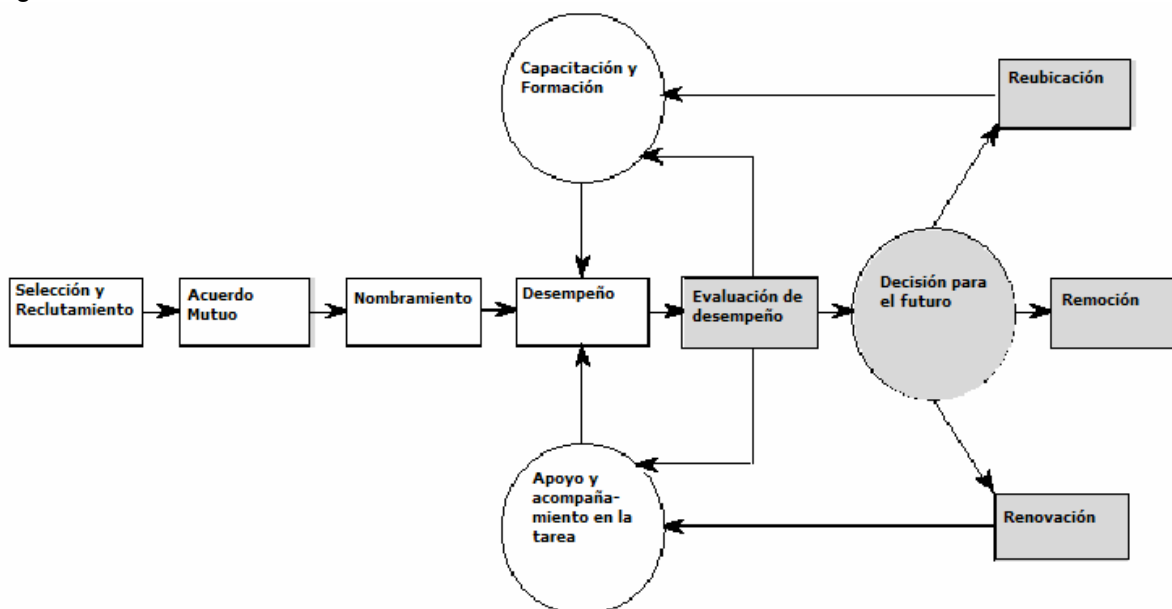 Capacitación y
Formación
Reubicación
Selección y
Reclutamiento
Acuerdo
Mutuo
Nombramiento
Desempeño
Evaluación de
desempeño
Decisión para
el futuro
Remoción
Apoyo y
acompaña-
miento en la
tarea
Renovación